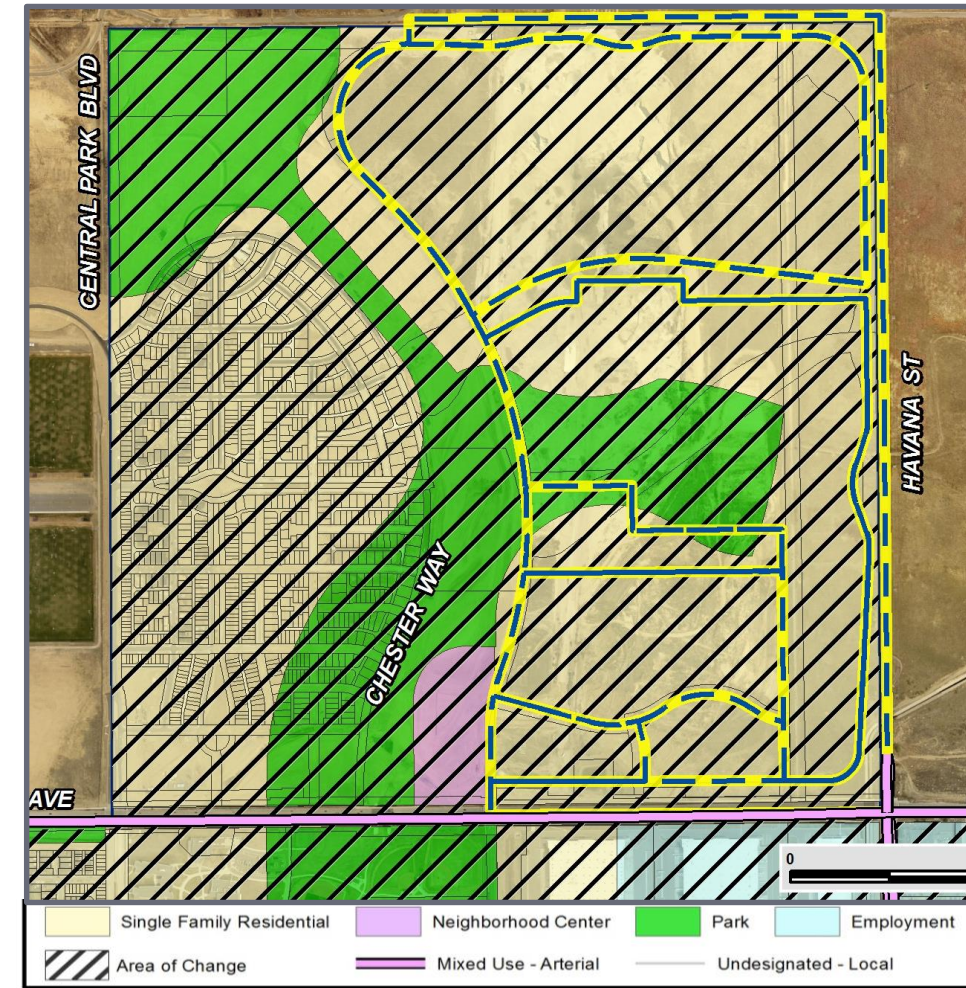 CENTRAL PARK BLVD
HAVANA ST
CHESTER WAY
AVE
0
Single Family Residential
Neighborhood Center
Park
Employment
Area of Change
Mixed Use - Arterial
Undesignated - Local